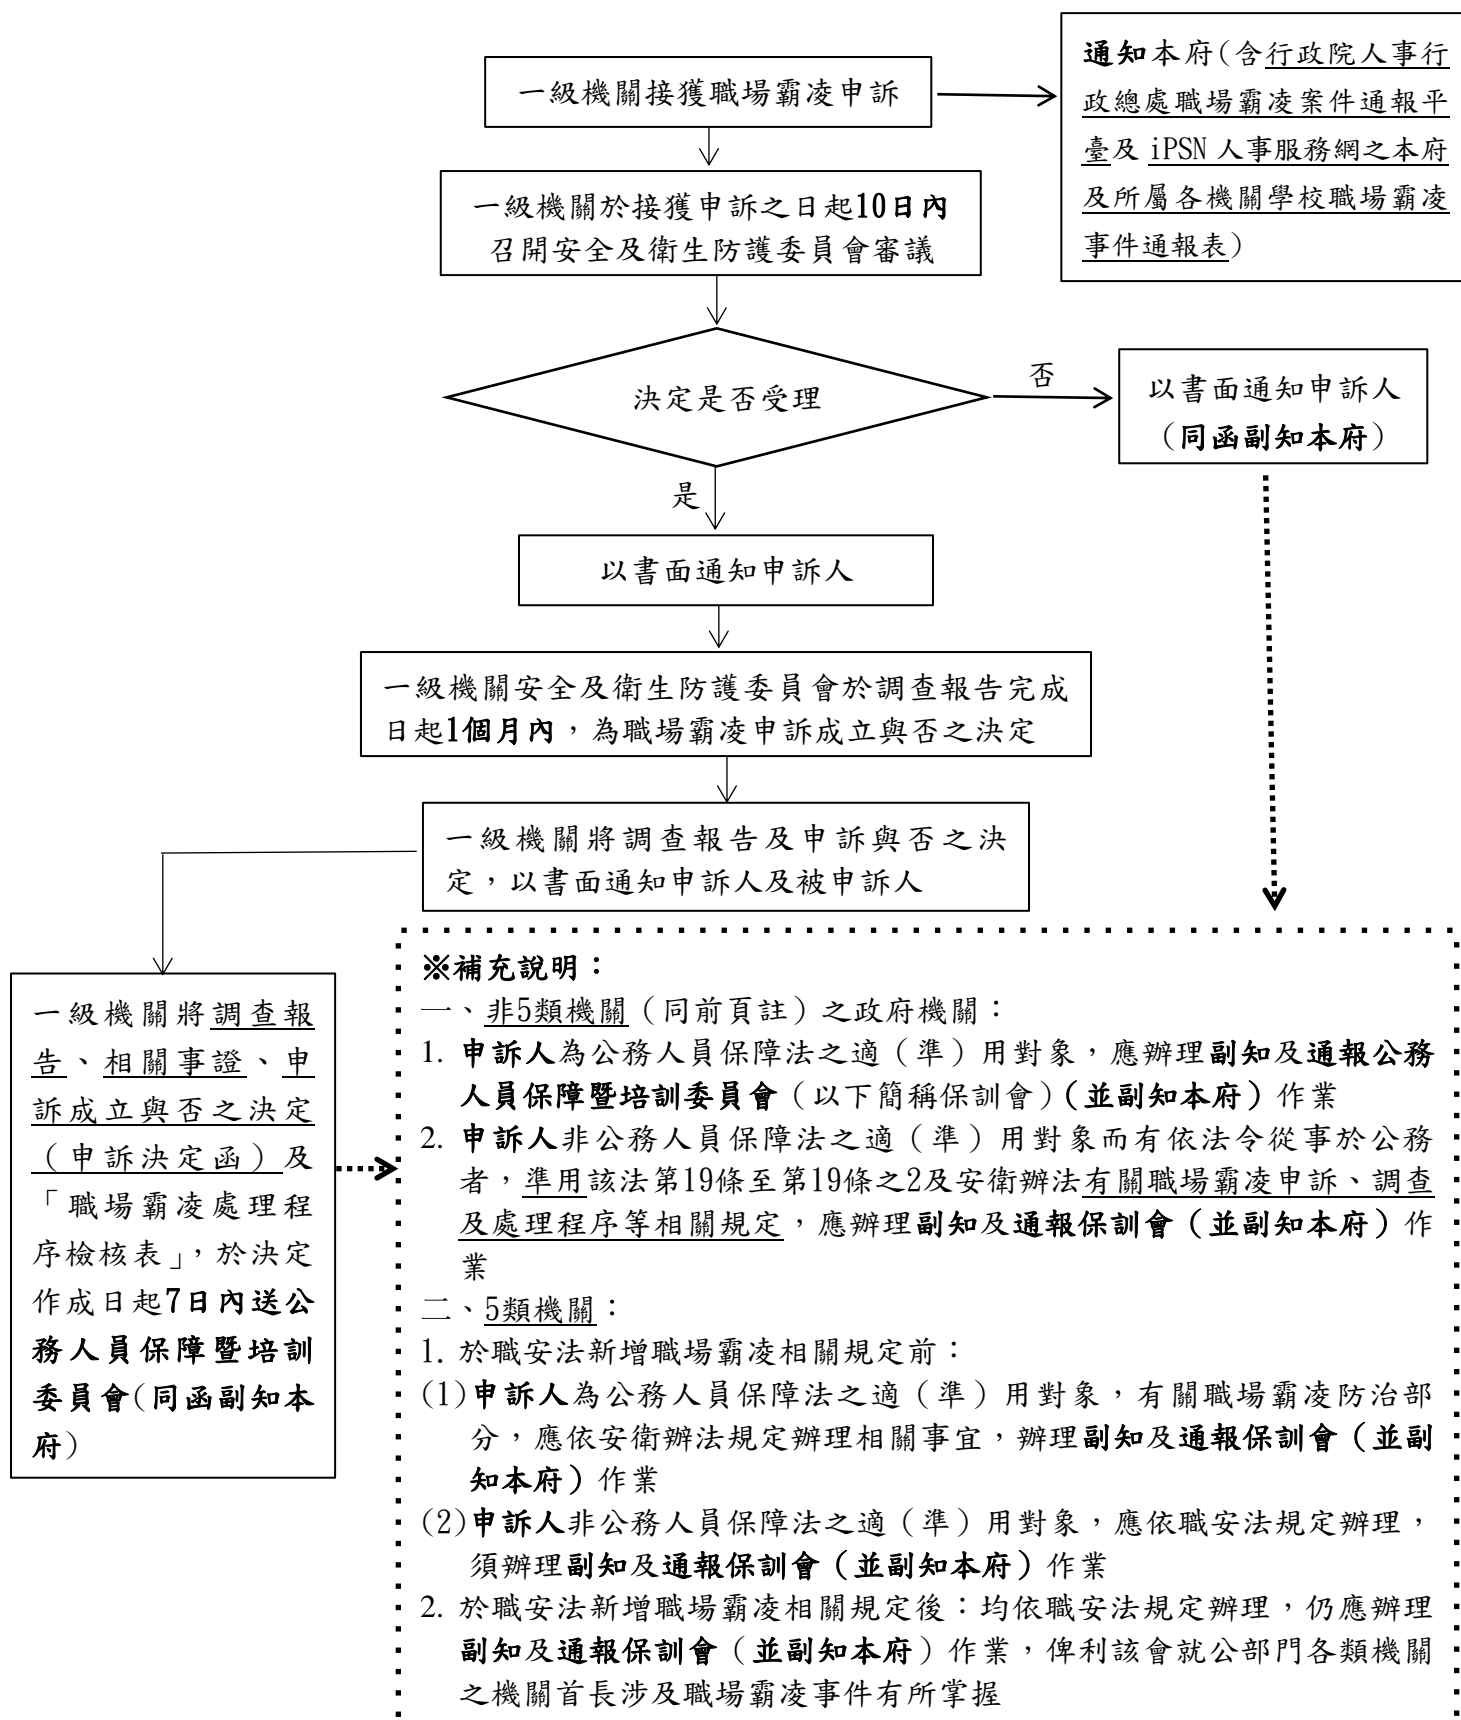 一級機關接獲職場霸凌申訴
通知本府(含行政院人事行
政總處職場霸凌案件通報平
臺及 iPSN 人事服務網之本府
及所屬各機關學校職場霸凌
事件通報表)
一級機關於接獲申訴之日起10日內
召開安全及衛生防護委員會審議
決定是否受理
否
以書面通知申訴人
（同函副知本府）
是
以書面通知申訴人
一級機關安全及衛生防護委員會於調查報告完成
日起1個月內，為職場霸凌申訴成立與否之決定
一級機關將調查報告及申訴與否之決
定，以書面通知申訴人及被申訴人
一級機關將調查報
告、相關事證、申
訴成立與否之決定
（申訴決定函）及
「職場霸凌處理程
序檢核表」，於決定
作成日起7日內送公
務人員保障暨培訓
委員會(同函副知本
府)
※補充說明：
一、非5類機關（同前頁註）之政府機關：
1. 申訴人為公務人員保障法之適（準）用對象，應辦理副知及通報公務
人員保障暨培訓委員會（以下簡稱保訓會）（並副知本府）作業
2. 申訴人非公務人員保障法之適（準）用對象而有依法令從事於公務
者，準用該法第19條至第19條之2及安衛辦法有關職場霸凌申訴、調查
及處理程序等相關規定，應辦理副知及通報保訓會（並副知本府）作
業
二、5類機關：
1. 於職安法新增職場霸凌相關規定前：
(1)申訴人為公務人員保障法之適（準）用對象，有關職場霸凌防治部
分，應依安衛辦法規定辦理相關事宜，辦理副知及通報保訓會（並副
知本府）作業
(2)申訴人非公務人員保障法之適（準）用對象，應依職安法規定辦理，
須辦理副知及通報保訓會（並副知本府）作業
2. 於職安法新增職場霸凌相關規定後：均依職安法規定辦理，仍應辦理
副知及通報保訓會（並副知本府）作業，俾利該會就公部門各類機關
之機關首長涉及職場霸凌事件有所掌握